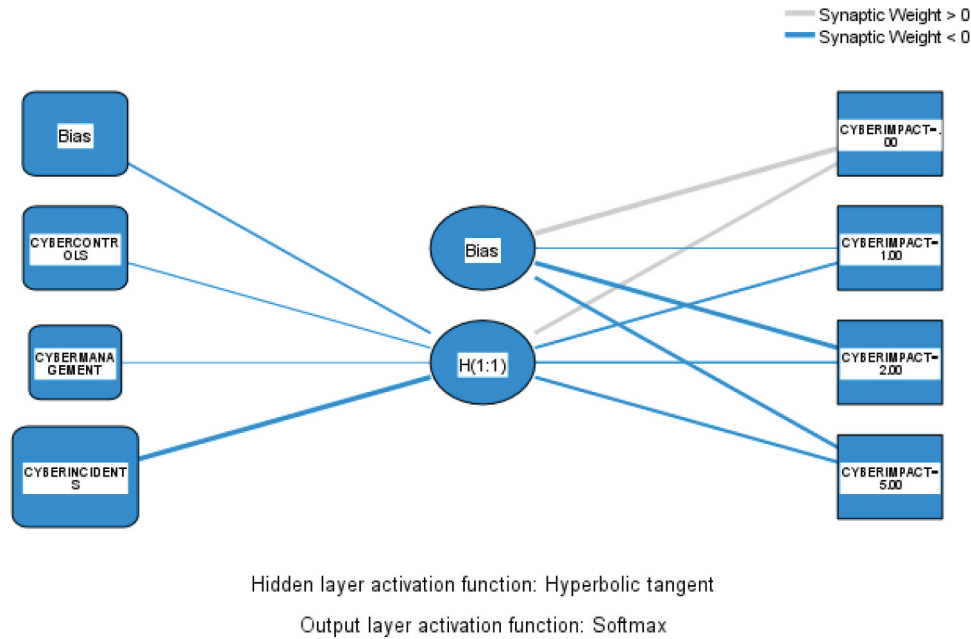 Synaptic Weight > 0
Synaptic Weight < 0
Bias
CYBERCONTR
OLS
CYBERMANA
GEMENT
CYBERINCIDENT
S
Bias
H(1:1)
CYBERIMPACT=.
00
CYBERIMPACT=
1.00
CYBERIMPACT=
2.00
CYBERIMPACT=
5.00
Hidden layer activation function: Hyperbolic tangent
Output layer activation function: Softmax